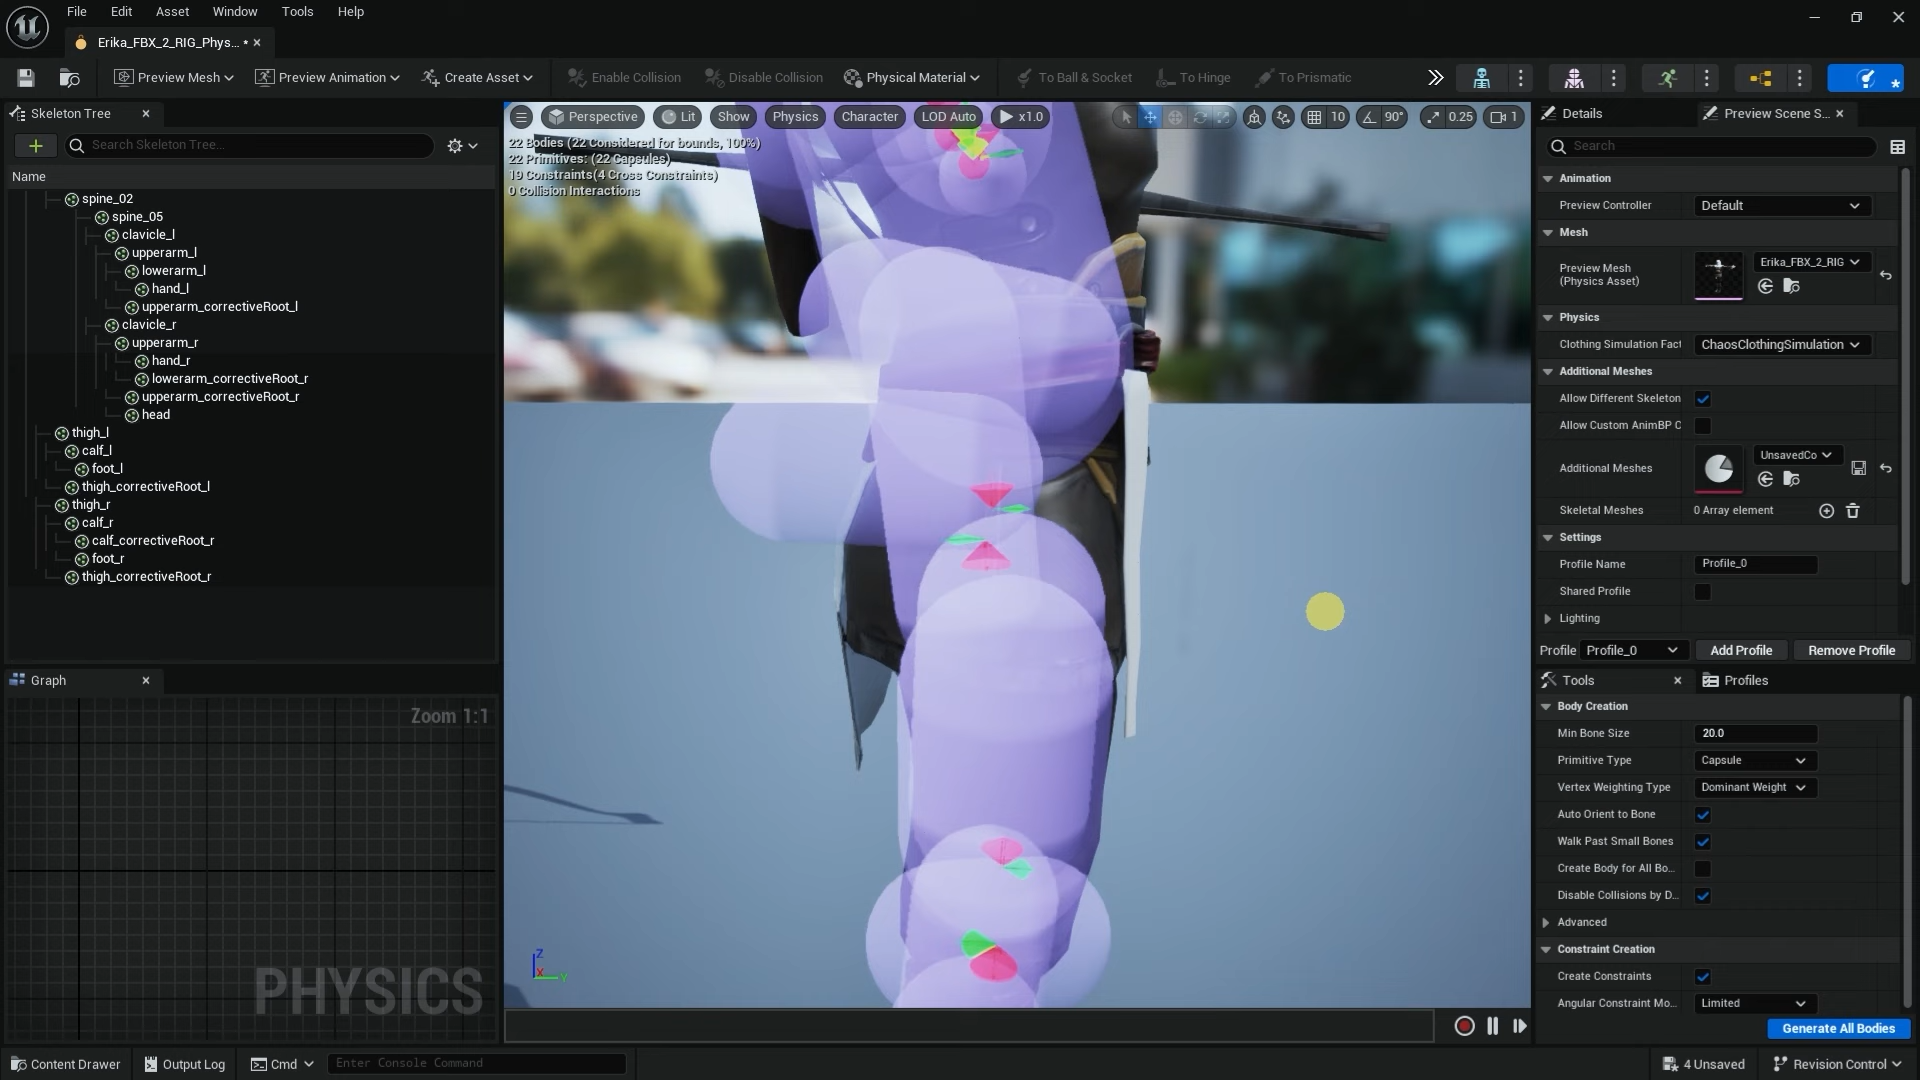 File Edit Asset Window Tools Help
Erika_FBX_2_RIG_Phys... •
Preview Mesh Preview Animation Create Asset Enable Collision Disable Collision Physical Material To Ball & Socket To Hinge To Prismatic
Skeleton Tree
Search Skeleton Tree...
Name
spine_02
spine_05
clavicle_l
upperarm_l
lowerarm_l
hand_l
upperarm_correctiveRoot_l
clavicle_r
upperarm_r
hand_r
lowerarm_correctiveRoot_r
upperarm_correctiveRoot_r
head
thigh_l
calf_l
foot_l
thigh_correctiveRoot_l
thigh_r
calf_r
calf_correctiveRoot_r
foot_r
thigh_correctiveRoot_r
Graph
Zoom 1:1
PHYSICS
Perspective Lit Show Physics Character LOD Auto x1.0 10 90° 0.25 1
22 Bodies (22 Considered for bounds, 100%)
22 Primitives: (22 Capsules)
19 Constraints(4 Cross Constraints)
0 Collision Interactions
Z
X Y
Details Preview Scene S...
Search
Animation
Preview Controller Default
Mesh
Preview Mesh
(Physics Asset)
Erika_FBX_2_RIG
Physics
Clothing Simulation Fact ChaosClothingSimulation
Additional Meshes
Allow Different Skeleton
Allow Custom AnimBP C
Additional Meshes UnsavedCo
Skeletal Meshes 0 Array element
Settings
Profile Name Profile_0
Shared Profile
Lighting
Profile Profile_0 Add Profile Remove Profile
Tools Profiles
Body Creation
Min Bone Size 20.0
Primitive Type Capsule
Vertex Weighting Type Dominant Weight
Auto Orient to Bone
Walk Past Small Bones
Create Body for All Bo...
Disable Collisions by D...
Advanced
Constraint Creation
Create Constraints
Angular Constraint Mo... Limited
Generate All Bodies
Content Drawer Output Log Cmd Enter Console Command 4 Unsaved Revision Control